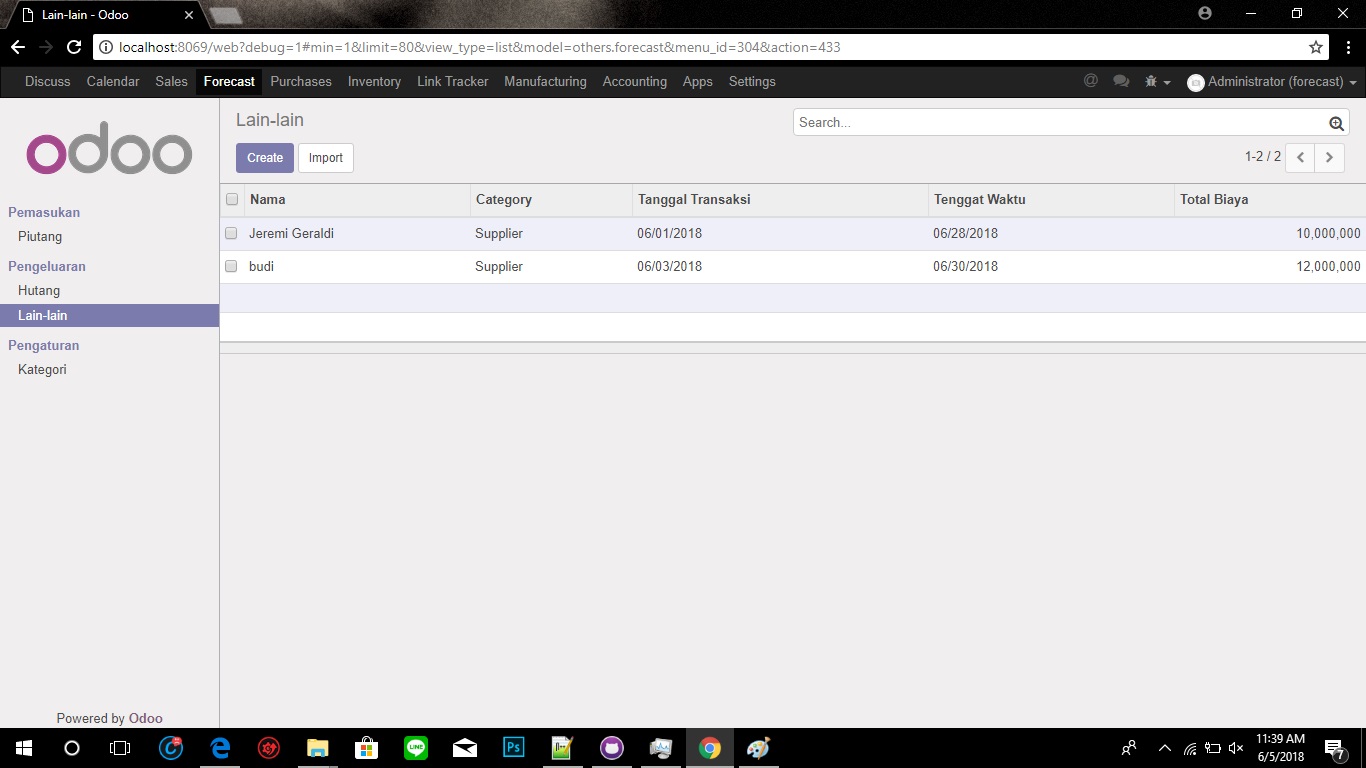 Lain-lain - Odoo
localhost:8069/web?debug=1#min=1&limit=80&view_type=list&model=others.forecast&menu_id=304&action=433
Discuss Calendar Sales Forecast Purchases Inventory Link Tracker Manufacturing Accounting Apps Settings @ Administrator (forecast)
odoo
Pemasukan
Piutang
Pengeluaran
Hutang
Lain-lain
Pengaturan
Kategori
Powered by Odoo
Lain-lain
Search...
Create Import
1-2 / 2
Nama Category Tanggal Transaksi Tenggat Waktu Total Biaya
Jeremi Geraldi Supplier 06/01/2018 06/28/2018 10,000,000
budi Supplier 06/03/2018 06/30/2018 12,000,000
LINE
Ps
11:39 AM
6/5/2018
7